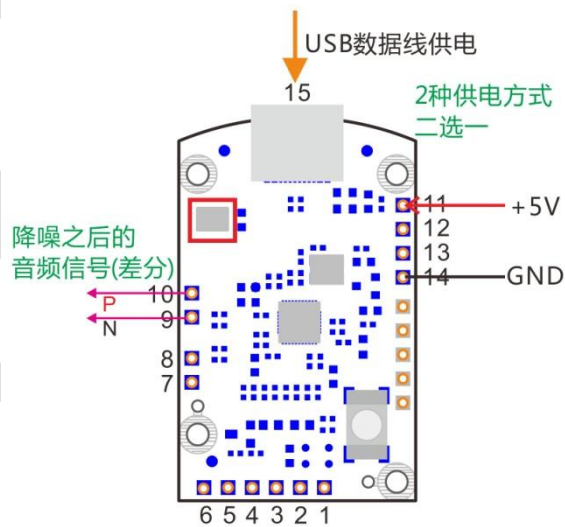 USB数据线供电
15
2种供电方式
二选一
11
+5V
12
13
14
GND
降噪之后的
音频信号(差分)
10
P
9
N
8
7
6 5 4 3 2 1